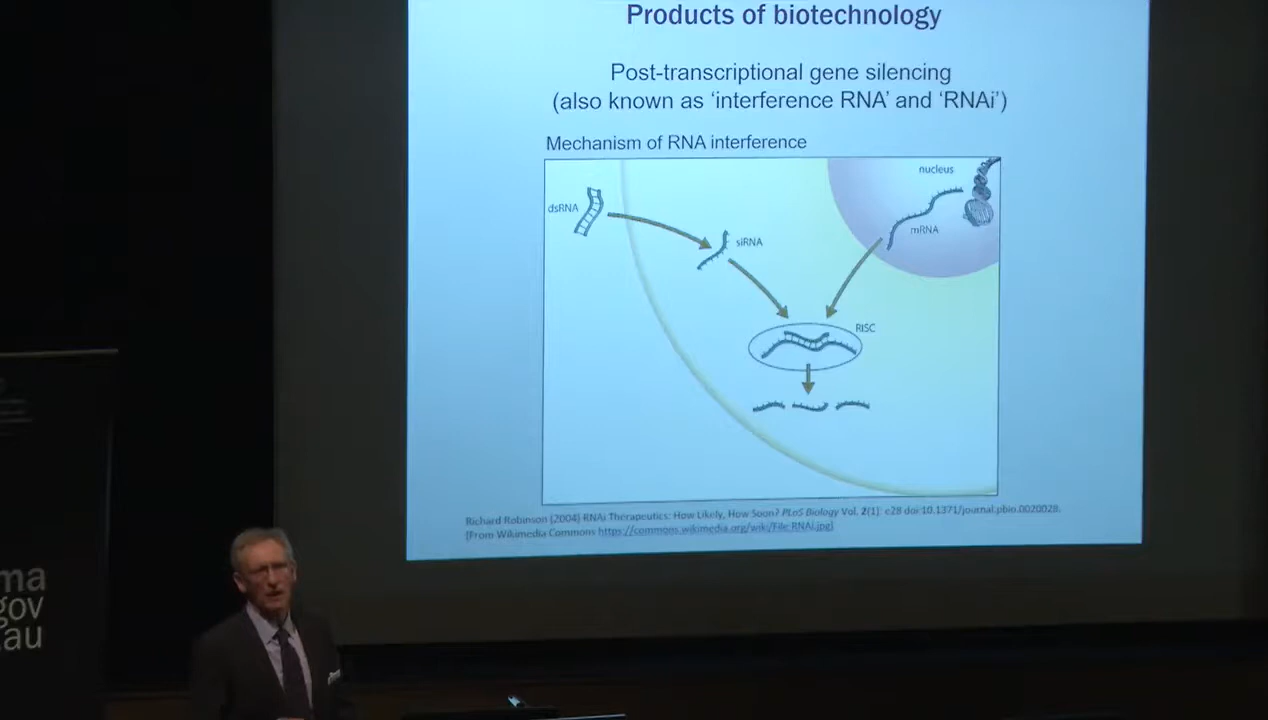 Products of biotechnology
Post-transcriptional gene silencing
(also known as ‘interference RNA’ and ‘RNAi’)
Mechanism of RNA interference
nucleus
dsRNA
mRNA
siRNA
RISC
Richard Robinson (2004) RNAi Therapeutics: How Likely, How Soon? PLoS Biology Vol. 2(1): e28 doi:10.1371/journal.pbio.0020028.
[From Wikimedia Commons https://commons.wikimedia.org/wiki/File:RNAi.jpg]
ma
gov
.au